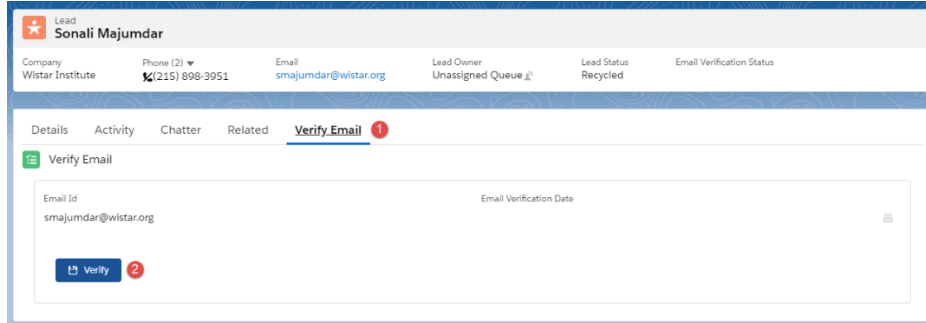 Lead
Sonali Majumdar
Company Phone (2) Email Lead Owner Lead Status Email Verification Status
Wistar Institute (215) 898-3951 smajumdar@wistar.org Unassigned Queue Recycled
Details Activity Chatter Related Verify Email 1
Verify Email
Email Id Email Verification Date
smajumdar@wistar.org
Verify 2